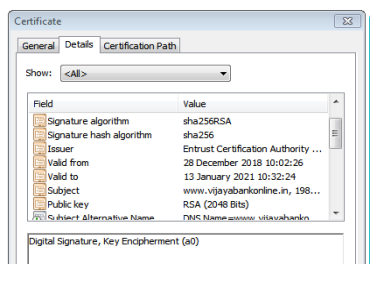 Certificate
General Details Certification Path
Show: <All>
Field Value
Signature algorithm sha256RSA
Signature hash algorithm sha256
Issuer Entrust Certification Authority ...
Valid from 28 December 2018 10:02:26
Valid to 13 January 2021 10:32:24
Subject www.vijayabankonline.in, 198...
Public key RSA (2048 Bits)
Subject Alternative Name DNS Name=www.vijayabanko...
Digital Signature, Key Encipherment (a0)